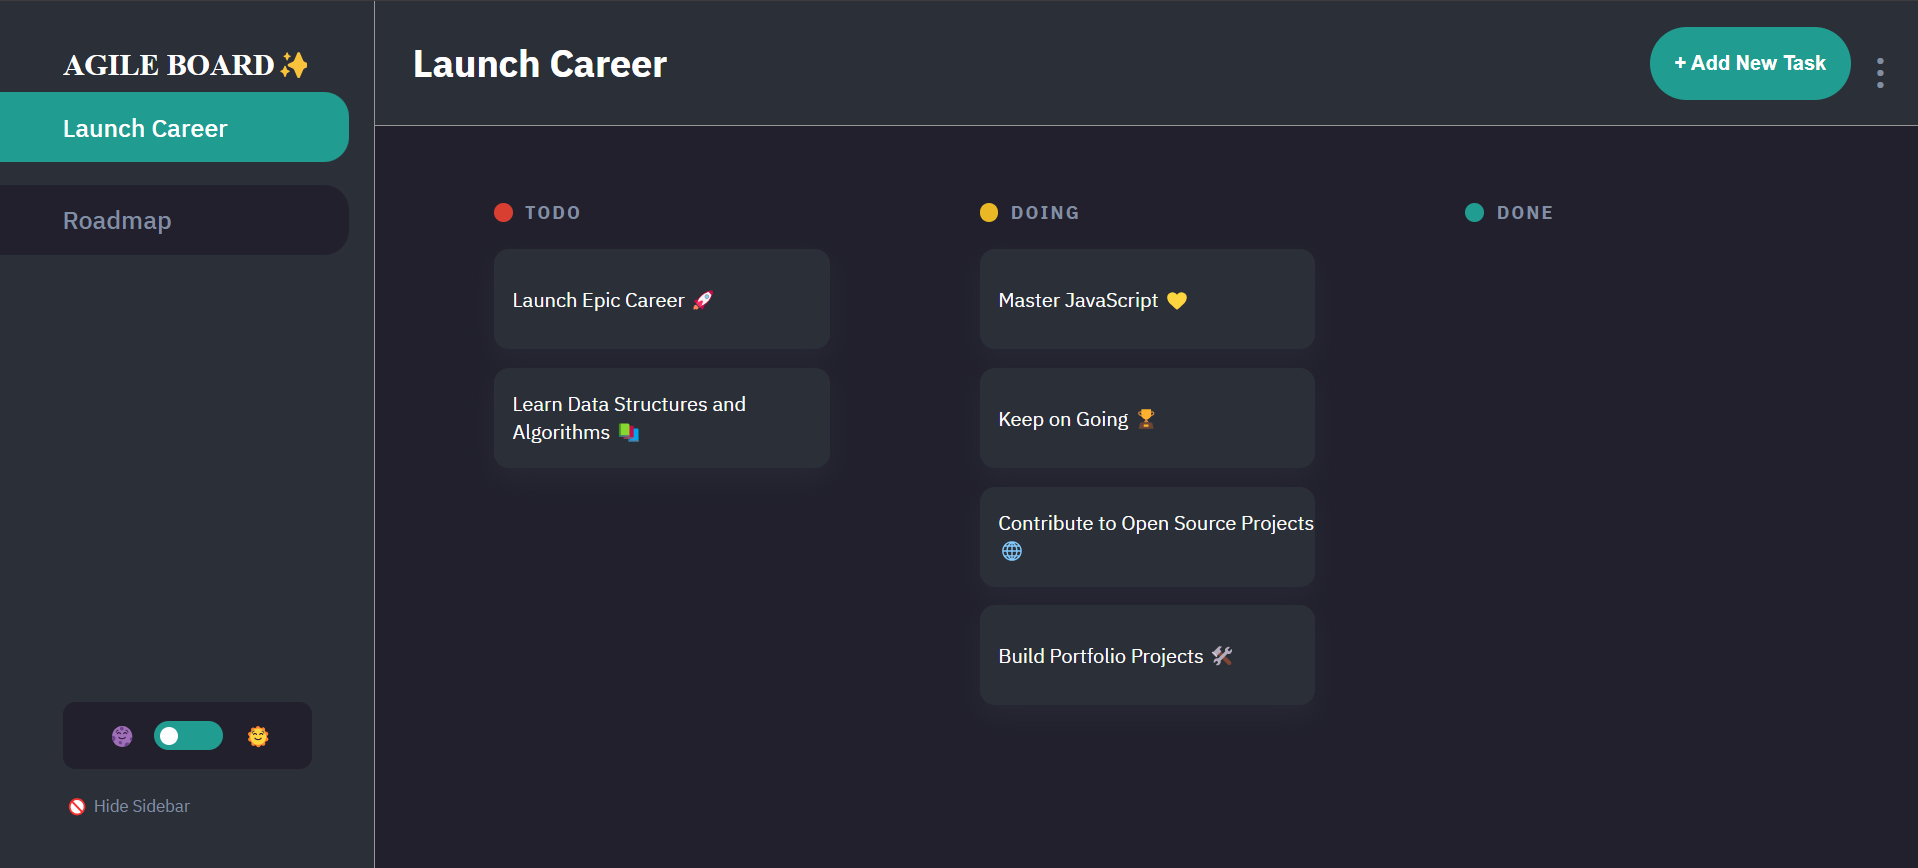 AGILE BOARD✨
Launch Career
Roadmap
Hide Sidebar
Launch Career
+ Add New Task
TODO
Launch Epic Career 🚀
Learn Data Structures and
Algorithms 📚
DOING
Master JavaScript 💛
Keep on Going 🏆
Contribute to Open Source Projects
🌐
Build Portfolio Projects 🛠️
DONE